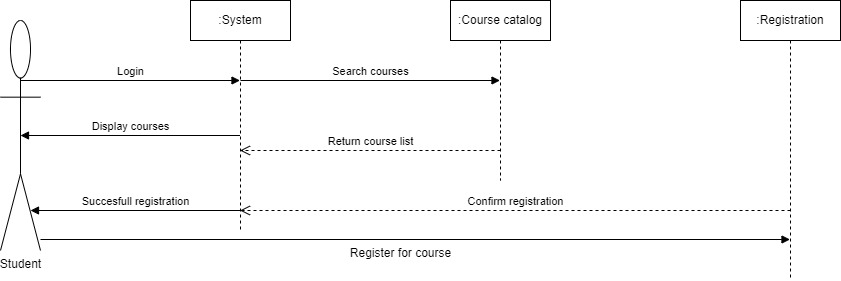 :System
:Course catalog
:Registration
Login
Search courses
Display courses
Return course list
Succesfull registration
Confirm registration
Register for course
Student